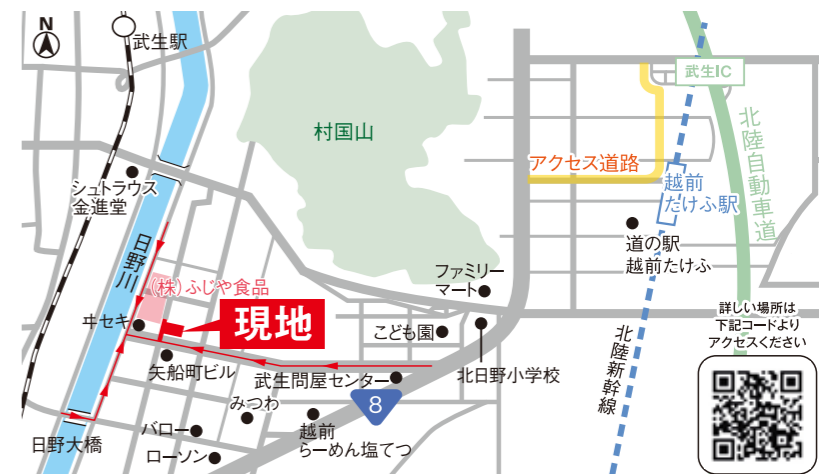 N
武生駅
シュトラウス
金進堂
日野川
(株)ふじや食品
ヰセキ
現地
矢船町ビル
みつわ
バロー
ローソン
日野大橋
村国山
ファミリー
マート
こども園
武生問屋センター
8
越前
らーめん塩てつ
北日野小学校
アクセス道路
武生IC
北陸自動車道
越前
たけふ駅
道の駅
越前たけふ
北陸新幹線
詳しい場所は
下記コードより
アクセスください